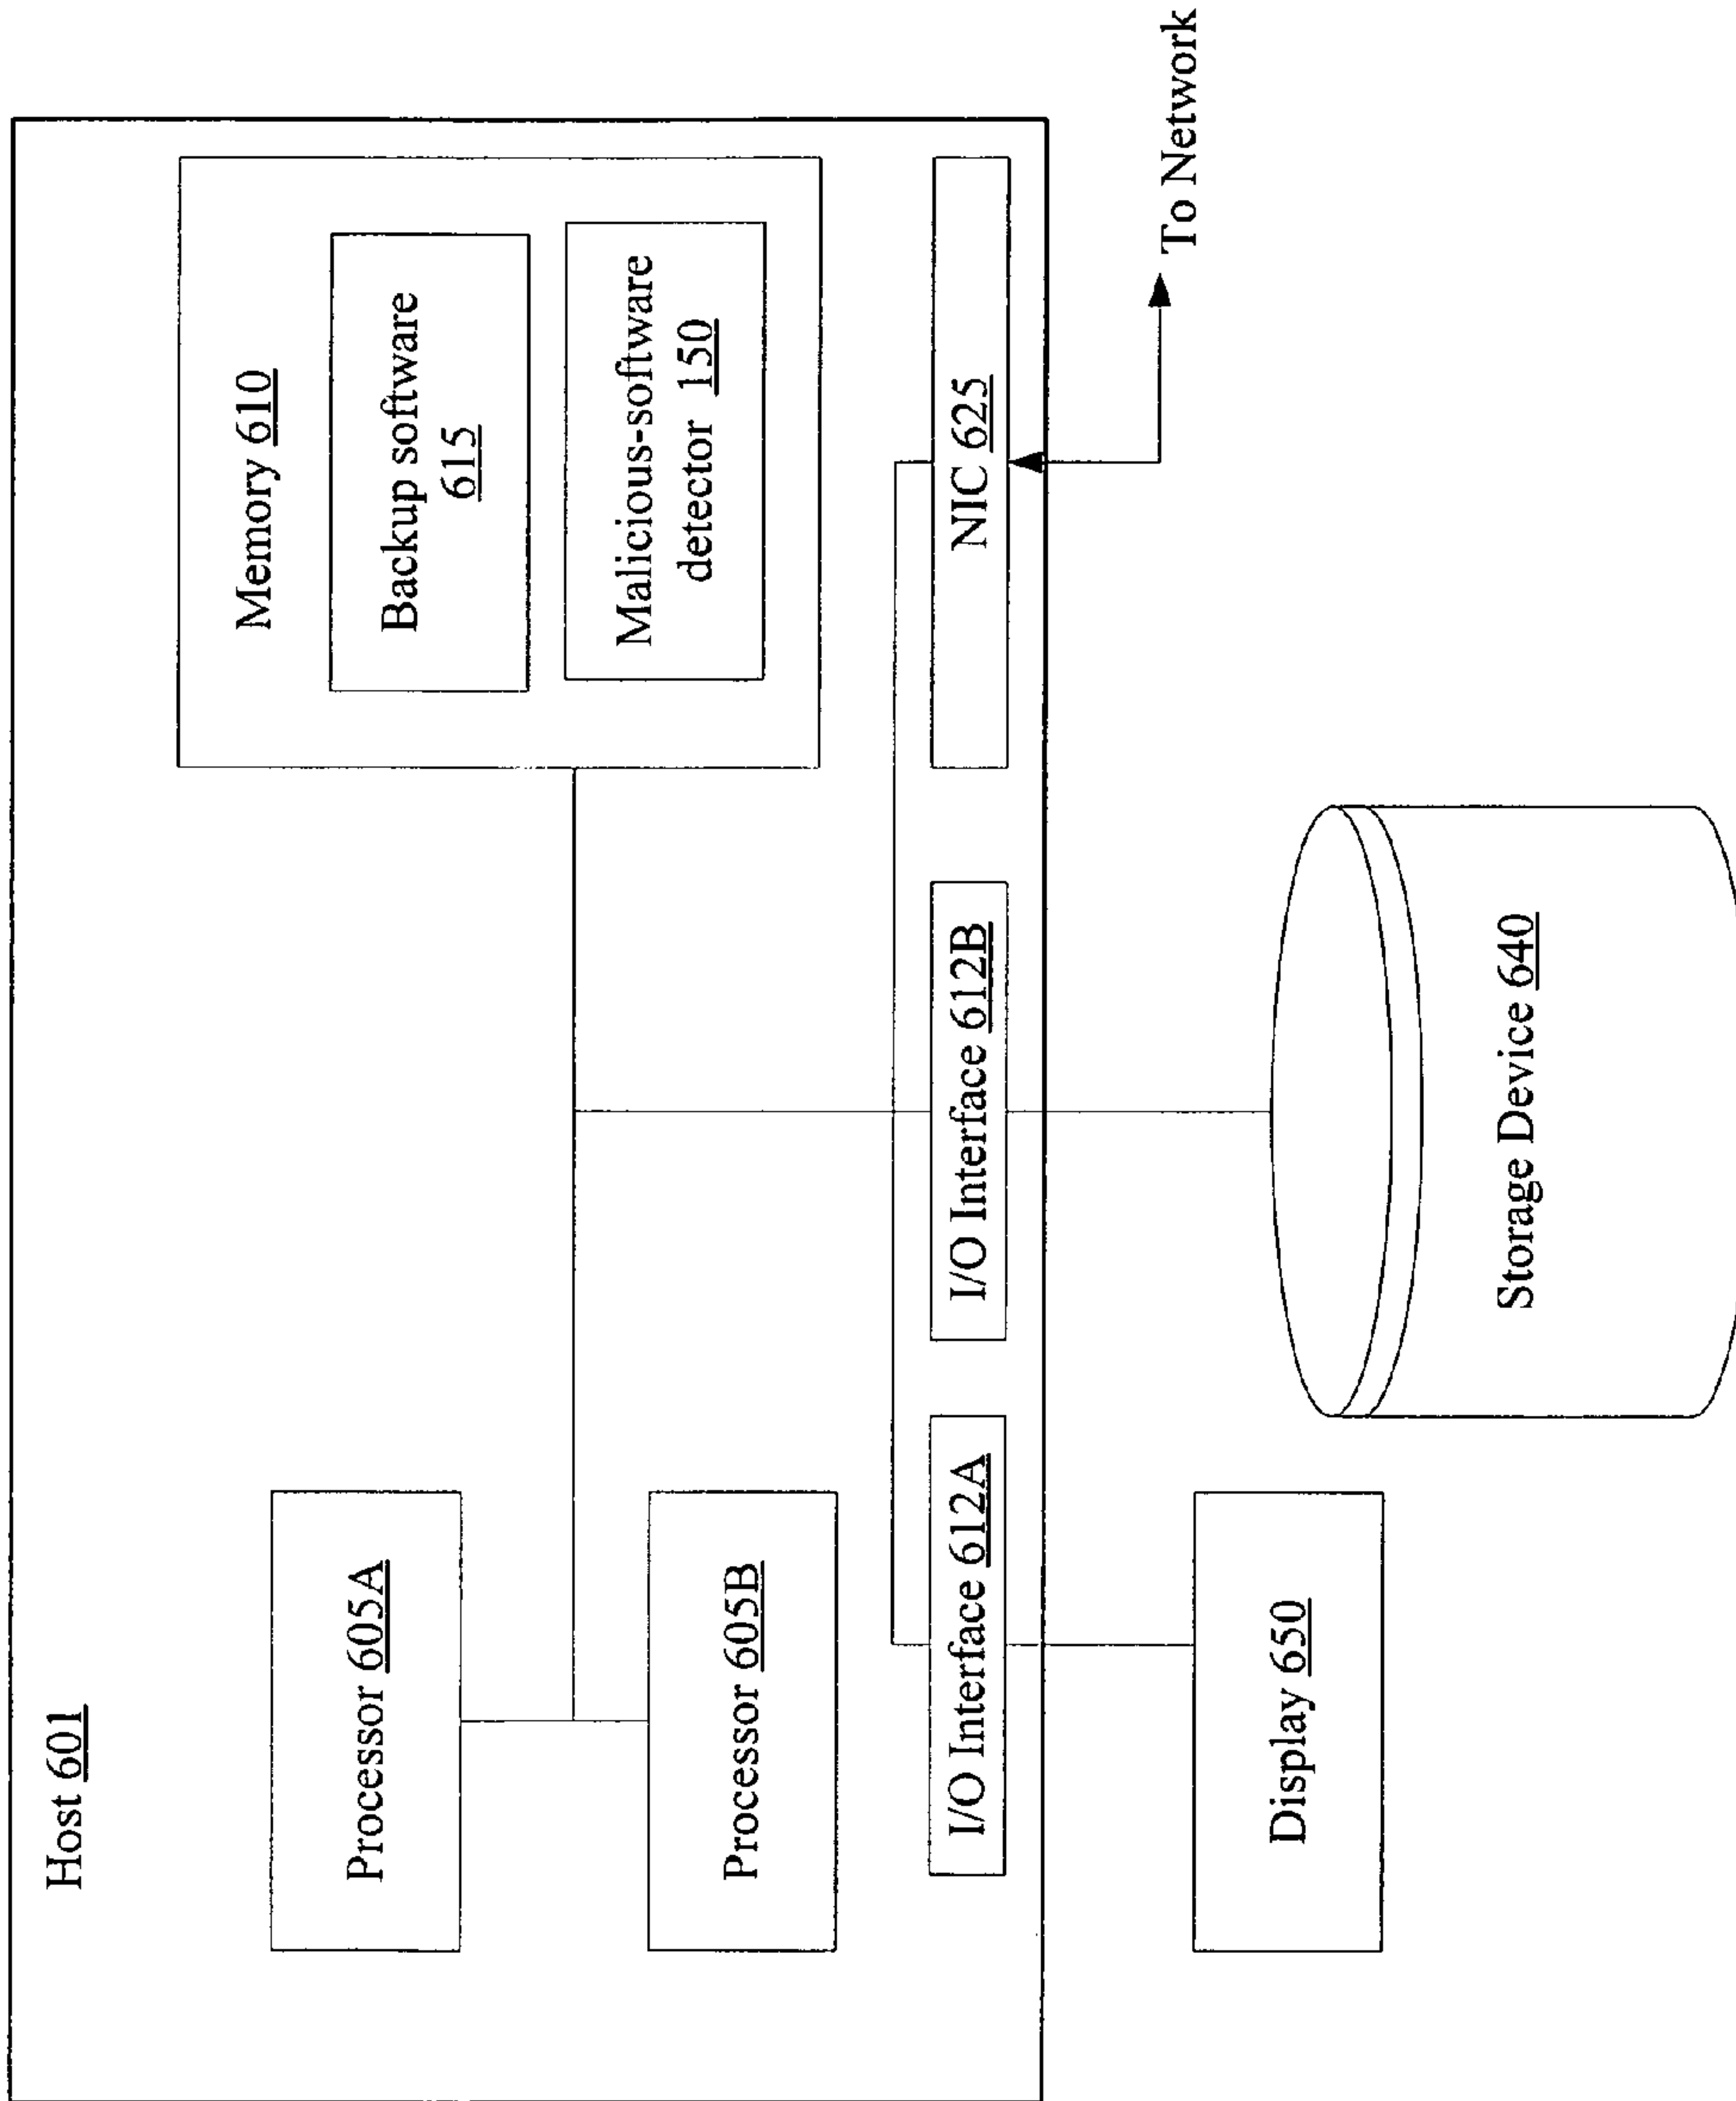 Host 601
Processor 605A
Processor 605B
Memory 610
Backup software
615
Malicious-software
detector 150
I/O Interface 612A
I/O Interface 612B
NIC 625
To Network
Display 650
Storage Device 640